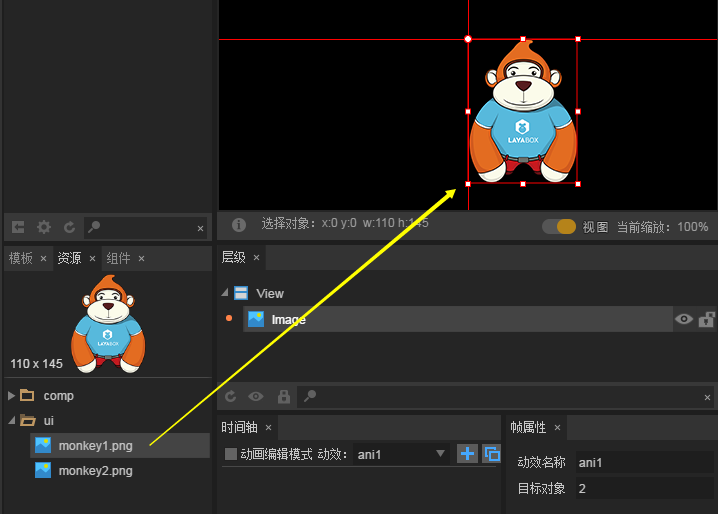 LAYABOX
选择对象: x:0 y:0 w:110 h:145
视图 当前缩放: 100%
模板 × 资源 × 组件 ×
LAYABOX
110 x 145
comp
ui
monkey1.png
monkey2.png
层级 ×
View
Image
时间轴 ×
动画编辑模式 动效: ani1
帧属性 ×
动效名称 ani1
目标对象 2